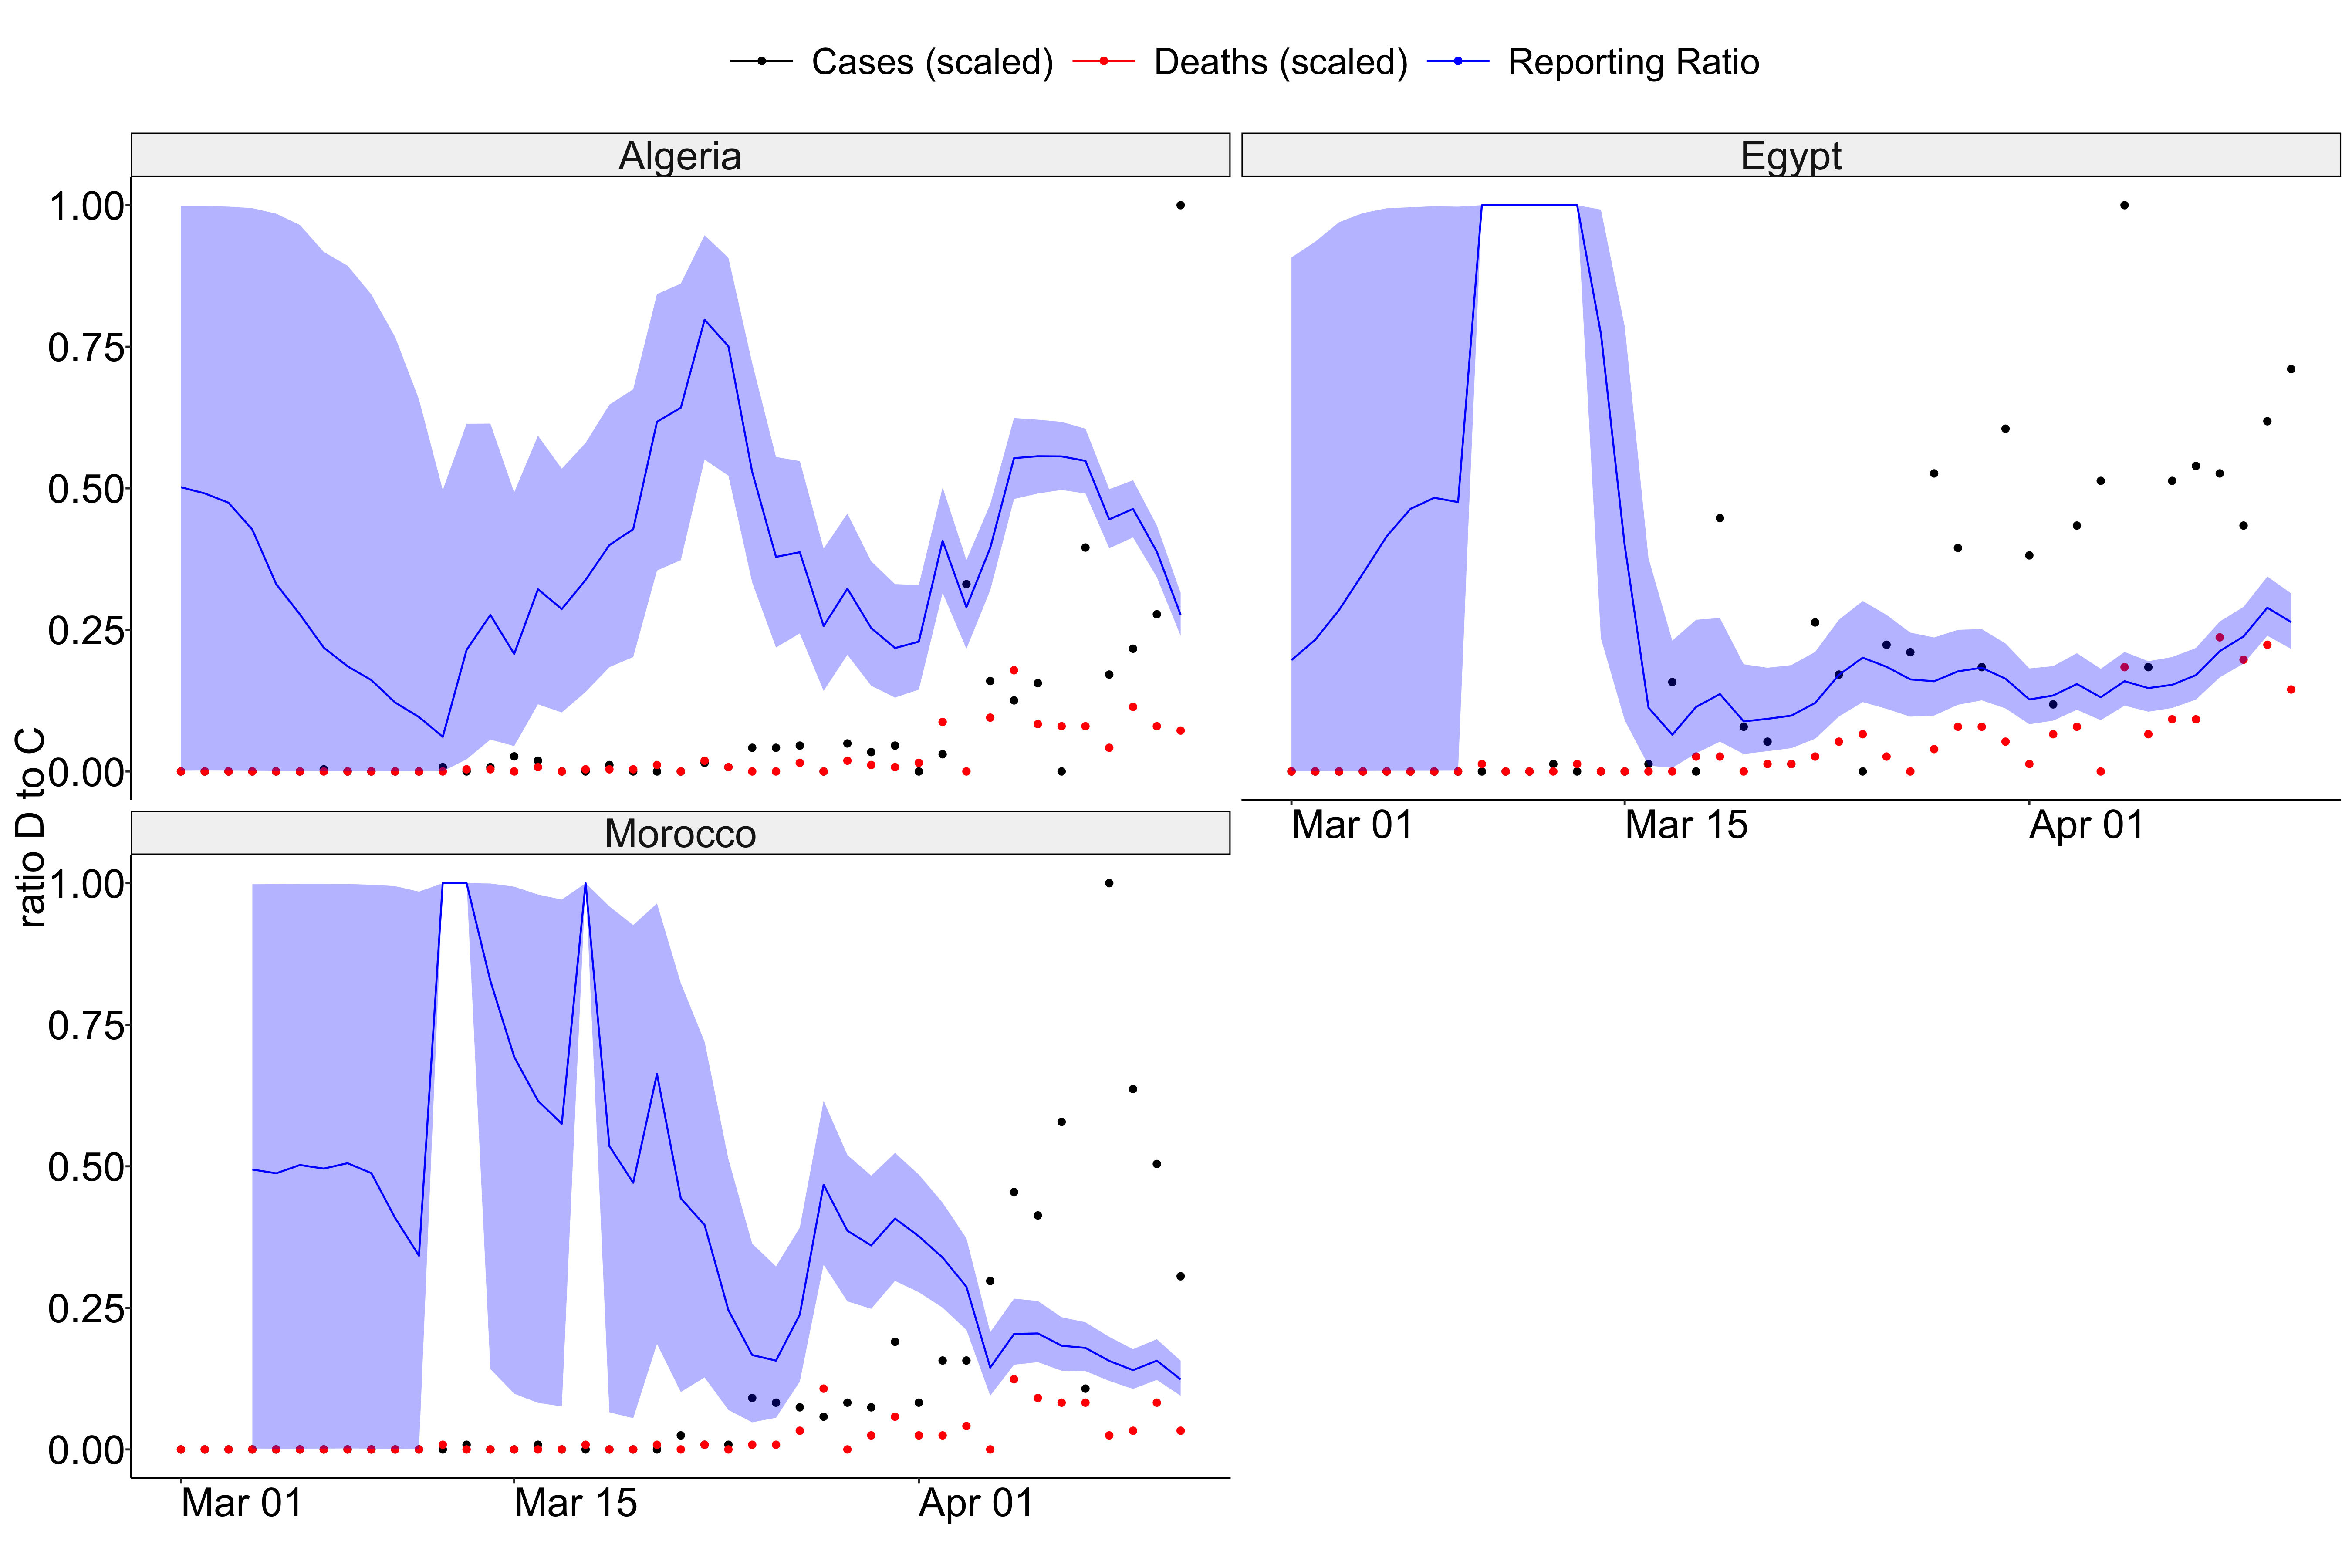 Cases (scaled) Deaths (scaled) Reporting Ratio
Algeria Egypt
1.00
0.75
0.50
0.25
0.00
Mar 01 Mar 15 Apr 01
ratio D to C
Morocco
1.00
0.75
0.50
0.25
0.00
Mar 01 Mar 15 Apr 01